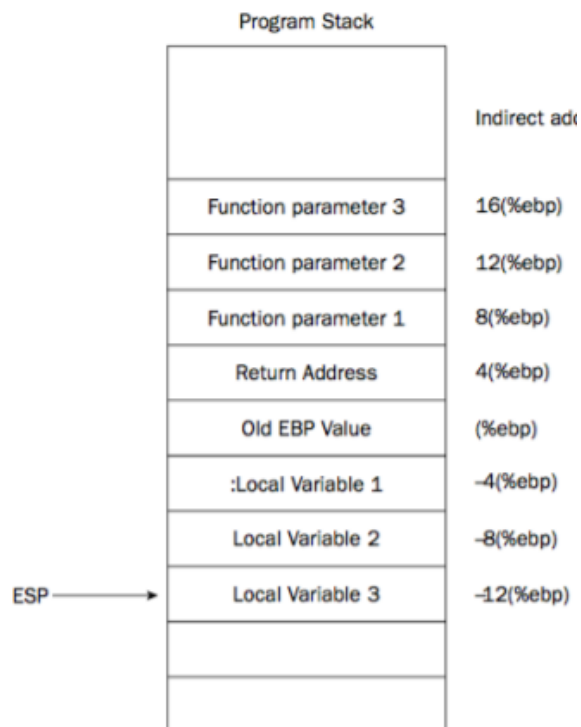 Program Stack
Indirect
Function parameter 3 16(%ebp)
Function parameter 2 12(%ebp)
Function parameter 1 8(%ebp)
Return Address 4(%ebp)
Old EBP Value (%ebp)
:Local Variable 1 –4(%ebp)
Local Variable 2 –8(%ebp)
ESP Local Variable 3 –12(%ebp)